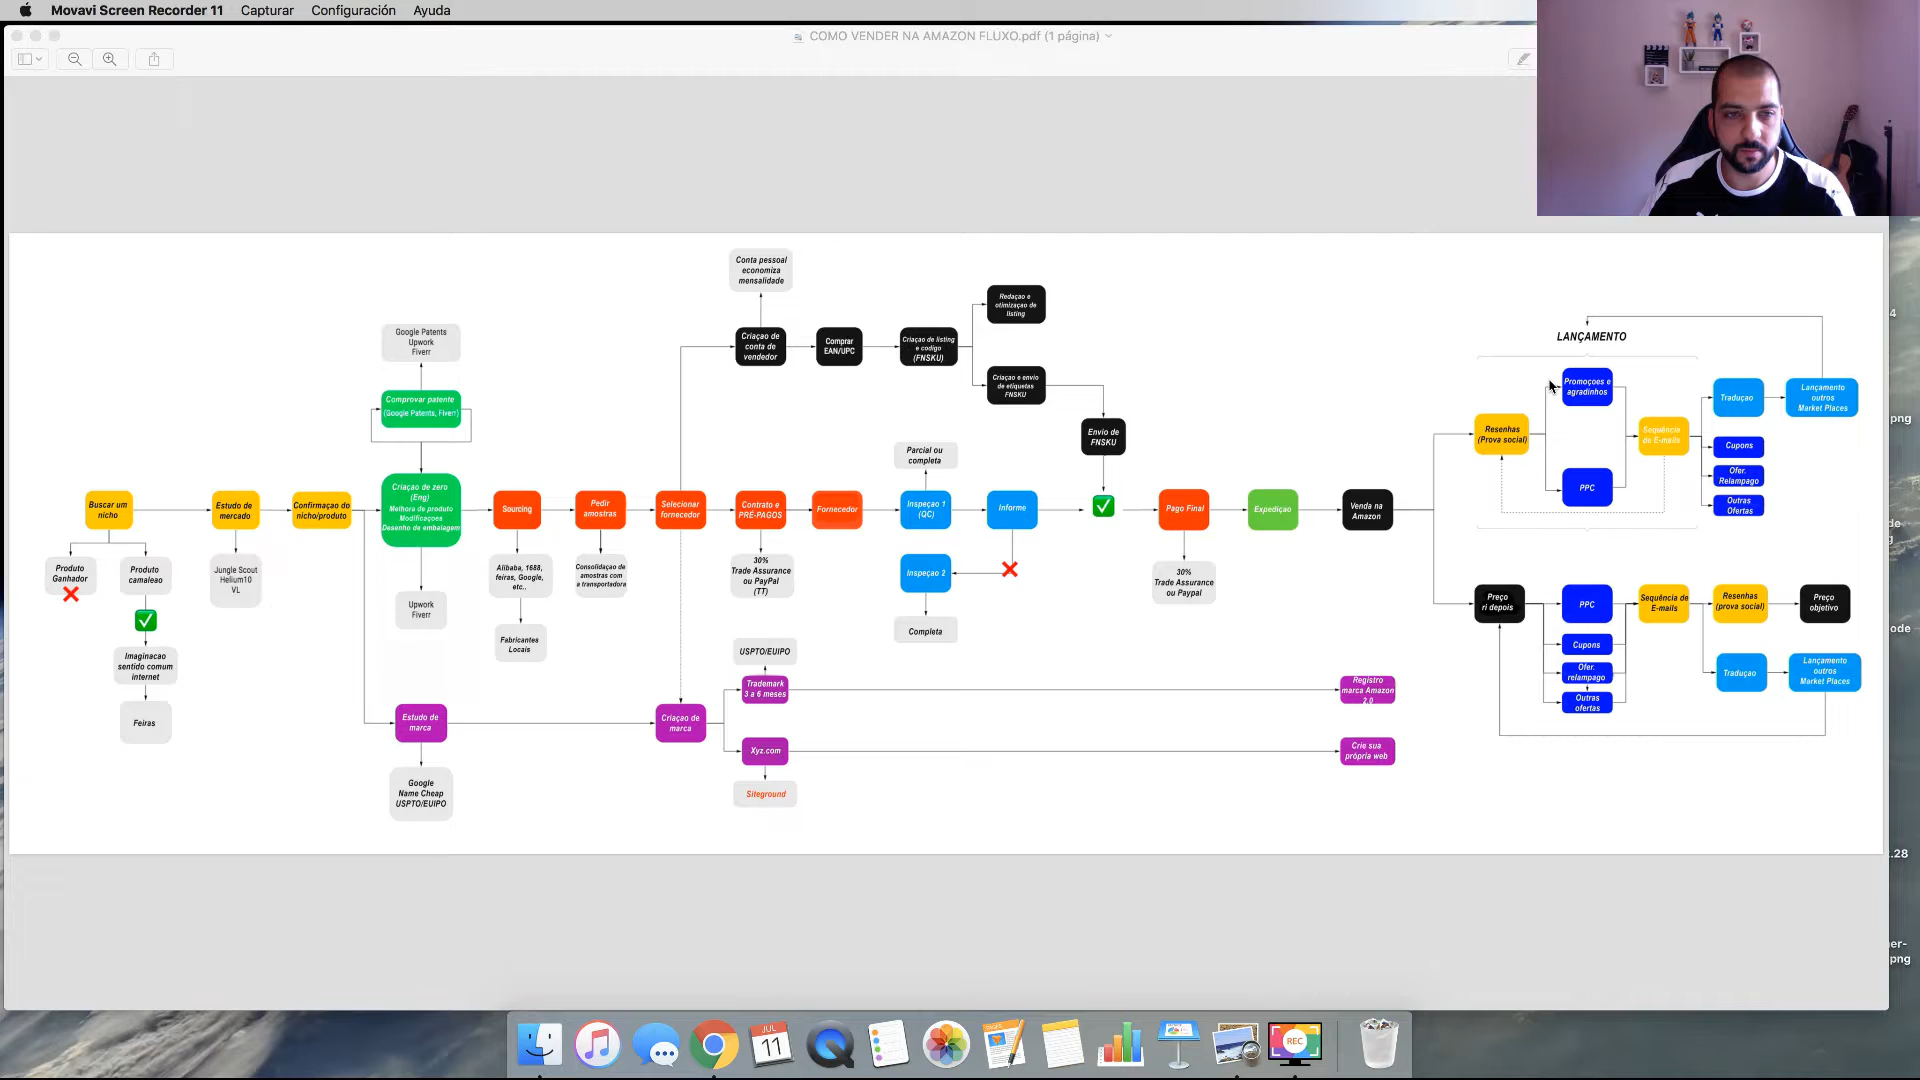 Movavi Screen Recorder 11 Capturar Configuración Ayuda
COMO VENDER NA AMAZON FLUXO.pdf (1 página)
Conta pessoal
economiza
mensalidade
Criaçao de
conta de
vendedor
Comprar
EAN/UPC
Criaçao de listing
e codigo
(FNSKU)
Redaçao e
otimizaçao de
listing
Criaçao e envio
de etiquetas
FNSKU
Envio de
FNSKU
Google Patents
Upwork
Fiverr
Comprovar patente
(Google Patents, Fiverr)
Buscar um
nicho
Produto
Ganhador
Produto
camaleao
Imaginacao
sentido comum
internet
Feiras
Estudo de
mercado
Jungle Scout
Helium10
VL
Confirmaçao do
nicho/produto
Criaçao de zero
(Eng)
Melhora de produto
Modificaçoes
Desenho de embalagem
Upwork
Fiverr
Sourcing
Alibaba, 1688,
feiras, Google,
etc..
Fabricantes
Locais
Pedir
amostras
Consolidaçao de
amostras com
a transportadora
Selecionar
fornecedor
Contrato e
PRÉ-PAGOS
30%
Trade Assurance
ou PayPal
(TT)
Fornecedor
Parcial ou
completa
Inspeçao 1
(QC)
Informe
Inspeçao 2
Completa
Pago Final
30%
Trade Assurance
ou Paypal
Expediçao
Venda na
Amazon
Estudo de
marca
Google
Name Cheap
USPTO/EUIPO
Criaçao de
marca
USPTO/EUIPO
Trademark
3 a 6 meses
Xyz.com
Siteground
Registro
marca Amazon
2.0
Crie sua
própria web
LANÇAMENTO
Resenhas
(Prova social)
Promoçoes e
agradinhos
PPC
Sequência
de E-mails
Traduçao
Lançamento
outros
Market Places
Cupons
Ofer.
Relampago
Outras
Ofertas
Preço
ri depois
PPC
Cupons
Ofer.
relampago
Outras
ofertas
Sequência de
E-mails
Resenhas
(prova social)
Preço
objetivo
Traduçao
Lançamento
outros
Market Places
4
png
de
g
ode
.28
er-
png
JUL
11
REC